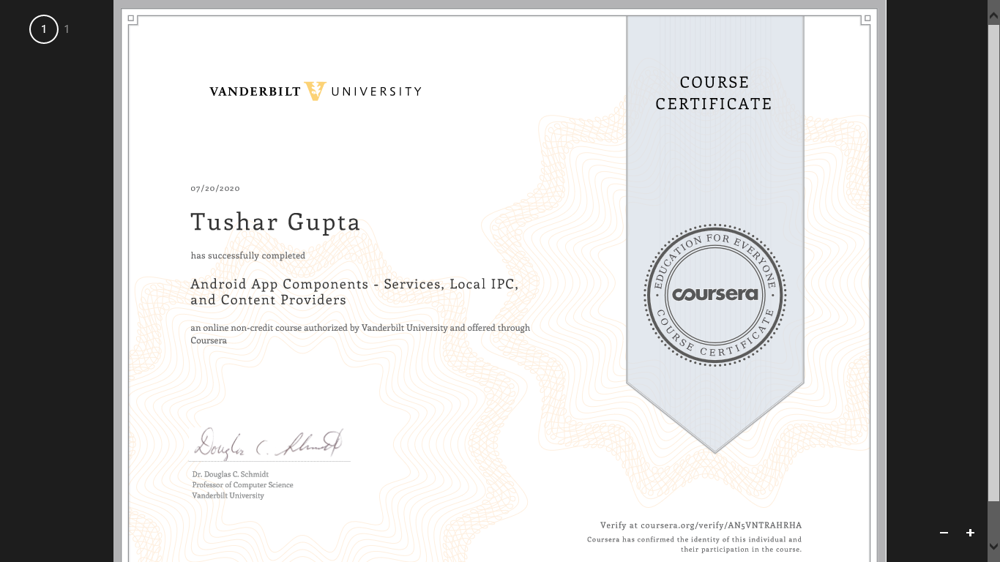 1 1
VANDERBILT V UNIVERSITY
COURSE
CERTIFICATE
07/20/2020
Tushar Gupta
has successfully completed
Android App Components - Services, Local IPC,
and Content Providers
an online non-credit course authorized by Vanderbilt University and offered through
Coursera
EDUCATION FOR EVERYONE
coursera
COURSE CERTIFICATE
Douglas C. Schmidt
Dr. Douglas C. Schmidt
Professor of Computer Science
Vanderbilt University
Verify at coursera.org/verify/AN5VNTRAHRHA
Coursera has confirmed the identity of this individual and
their participation in the course.